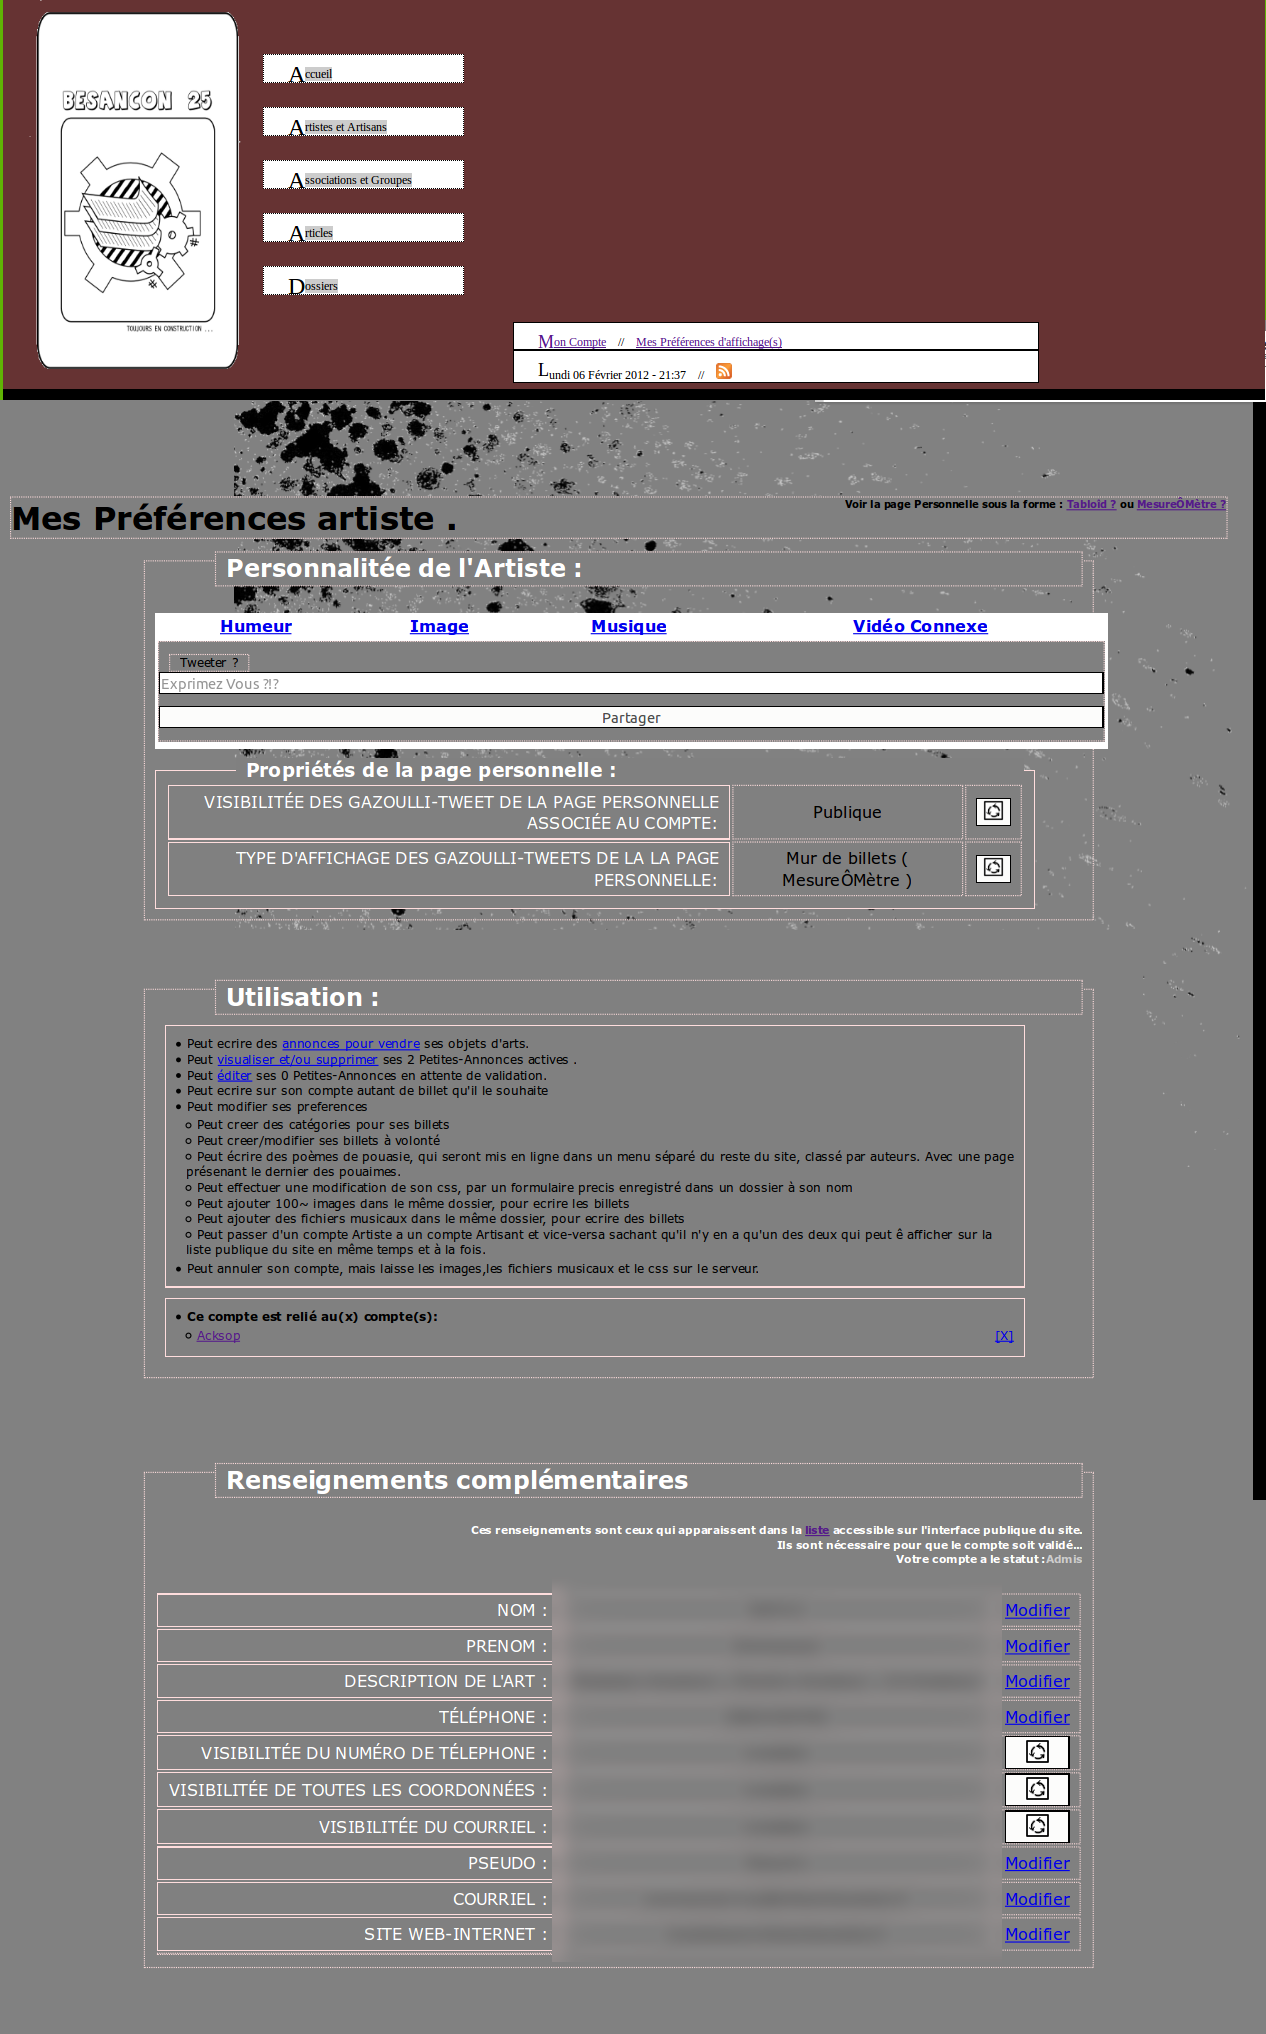 BESANCON 25
TOUJOURS EN CONSTRUCTION ...
Accueil
Artistes et Artisans
Associations et Groupes
Articles
Dossiers
Mon Compte // Mes Préférences d'affichage(s)
Lundi 06 Février 2012 - 21:37 //
Voir la page Personnelle sous la forme : Tabloïd ? ou MesureÔMètre ?
Mes Préférences artiste .
Personnalitée de l'Artiste :
Humeur Image Musique Vidéo Connexe
Tweeter ?
Exprimez Vous ?!?
Partager
Propriétés de la page personnelle :
VISIBILITÉE DES GAZOULLI-TWEET DE LA PAGE PERSONNELLE
ASSOCIÉE AU COMPTE:
Publique
TYPE D'AFFICHAGE DES GAZOULLI-TWEETS DE LA LA PAGE
PERSONNELLE:
Mur de billets (
MesureÔMètre )
Utilisation :
• Peut ecrire des annonces pour vendre ses objets d'arts.
• Peut visualiser et/ou supprimer ses 2 Petites-Annonces actives .
• Peut éditer ses 0 Petites-Annonces en attente de validation.
• Peut ecrire sur son compte autant de billet qu'il le souhaite
• Peut modifier ses preferences
Peut creer des catégories pour ses billets
Peut creer/modifier ses billets à volonté
Peut écrire des poèmes de pouasie, qui seront mis en ligne dans un menu séparé du reste du site, classé par auteurs. Avec une page
présenant le dernier des pouaimes.
Peut effectuer une modification de son css, par un formulaire precis enregistré dans un dossier à son nom
Peut ajouter 100~ images dans le même dossier, pour ecrire les billets
Peut ajouter des fichiers musicaux dans le même dossier, pour ecrire des billets
Peut passer d'un compte Artiste a un compte Artisant et vice-versa sachant qu'il n'y en a qu'un des deux qui peut ê afficher sur la
liste publique du site en même temps et à la fois.
• Peut annuler son compte, mais laisse les images,les fichiers musicaux et le css sur le serveur.
• Ce compte est relié au(x) compte(s):
Acksop [X]
Renseignements complémentaires
Ces renseignements sont ceux qui apparaissent dans la liste accessible sur l'interface publique du site.
Ils sont nécessaire pour que le compte soit validé...
Votre compte a le statut :Admis
NOM : Modifier
PRENOM : Modifier
DESCRIPTION DE L'ART : Modifier
TÉLÉPHONE : Modifier
VISIBILITÉE DU NUMÉRO DE TÉLEPHONE :
VISIBILITÉE DE TOUTES LES COORDONNÉES :
VISIBILITÉE DU COURRIEL :
PSEUDO : Modifier
COURRIEL : Modifier
SITE WEB-INTERNET : Modifier